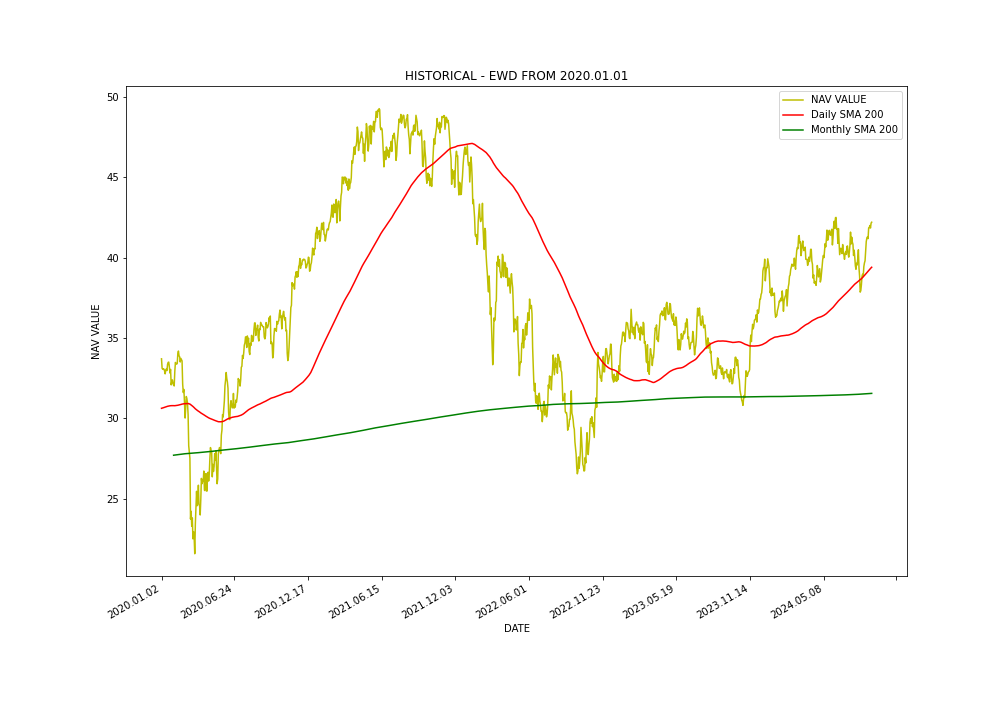 HISTORICAL - EWD FROM 2020.01.01
NAV VALUE
Daily SMA 200
Monthly SMA 200
50
45
40
35
30
25
NAV VALUE
2020.01.02
2020.06.24
2020.12.17
2021.06.15
2021.12.03
2022.06.01
2022.11.23
2023.05.19
2023.11.14
2024.05.08
DATE